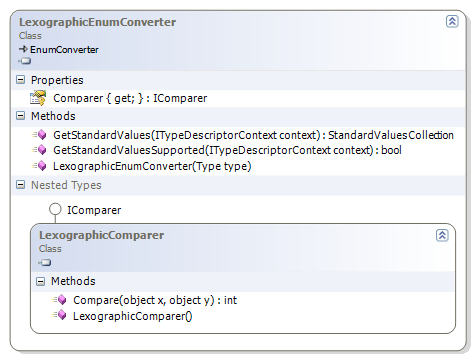 LexographicEnumConverter
Class
EnumConverter
Properties
Comparer { get; } : IComparer
Methods
GetStandardValues(ITypeDescriptorContext context) : StandardValuesCollection
GetStandardValuesSupported(ITypeDescriptorContext context) : bool
LexographicEnumConverter(Type type)
Nested Types
IComparer
LexographicComparer
Class
Methods
Compare(object x, object y) : int
LexographicComparer()